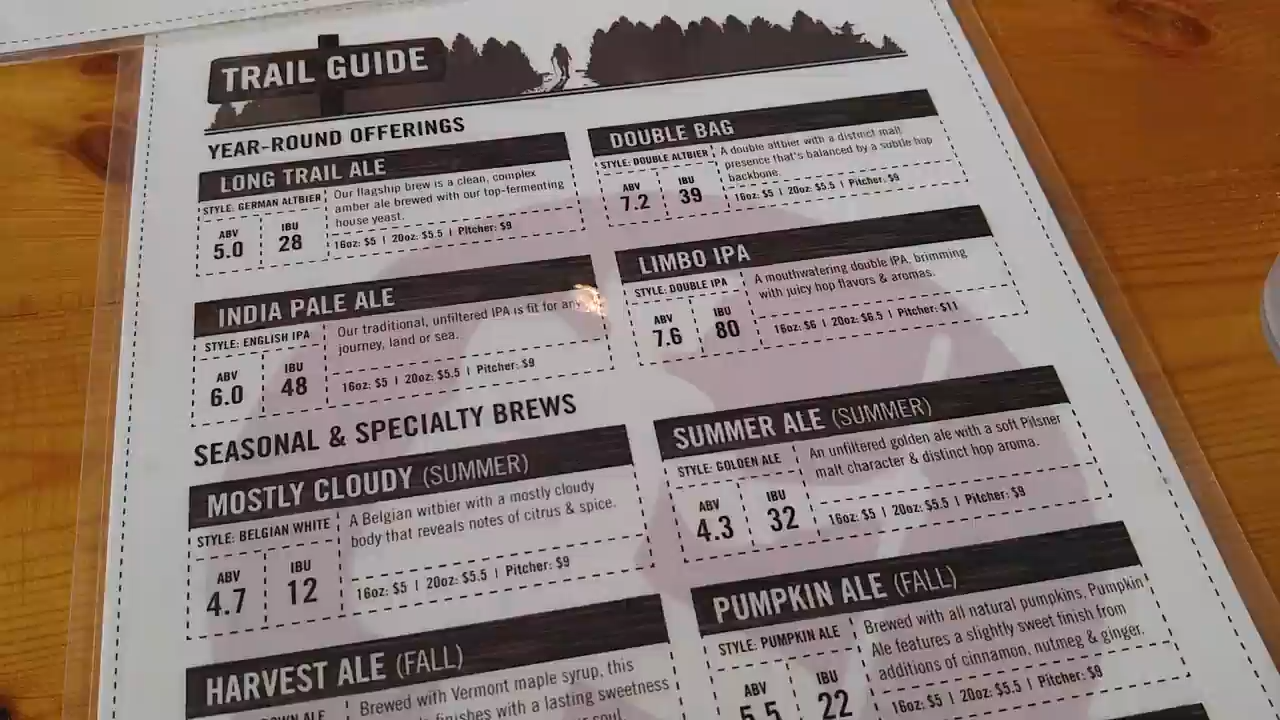 TRAIL GUIDE
YEAR-ROUND OFFERINGS
LONG TRAIL ALE
STYLE: GERMAN ALTBIER
Our flagship brew is a clean, complex
amber ale brewed with our top-fermenting
house yeast.
ABV
5.0
IBU
28
16oz: $5 | 20oz: $5.5 | Pitcher: $9
DOUBLE BAG
STYLE: DOUBLE ALTBIER
A double altbier with a distinct malt
presence that's balanced by a subtle hop
backbone.
ABV
7.2
IBU
39
16oz: $5 | 20oz: $5.5 | Pitcher: $9
INDIA PALE ALE
STYLE: ENGLISH IPA
Our traditional, unfiltered IPA is fit for any
journey, land or sea.
ABV
6.0
IBU
48
16oz: $5 | 20oz: $5.5 | Pitcher: $9
LIMBO IPA
STYLE: DOUBLE IPA
A mouthwatering double IPA, brimming
with juicy hop flavors & aromas.
ABV
7.6
IBU
80
16oz: $6 | 20oz: $6.5 | Pitcher: $11
SEASONAL & SPECIALTY BREWS
MOSTLY CLOUDY (SUMMER)
STYLE: BELGIAN WHITE
A Belgian witbier with a mostly cloudy
body that reveals notes of citrus & spice.
ABV
4.7
IBU
12
16oz: $5 | 20oz: $5.5 | Pitcher: $9
SUMMER ALE (SUMMER)
STYLE: GOLDEN ALE
An unfiltered golden ale with a soft Pilsner
malt character & distinct hop aroma.
ABV
4.3
IBU
32
16oz: $5 | 20oz: $5.5 | Pitcher: $9
HARVEST ALE (FALL)
ALE
Brewed with Vermont maple syrup, this
finishes with a lasting sweetness
soul.
PUMPKIN ALE (FALL)
STYLE: PUMPKIN ALE
Brewed with all natural pumpkins, Pumpkin
Ale features a slightly sweet finish from
additions of cinnamon, nutmeg & ginger.
ABV
5.5
IBU
22
16oz: $5 | 20oz: $5.5 | Pitcher: $9